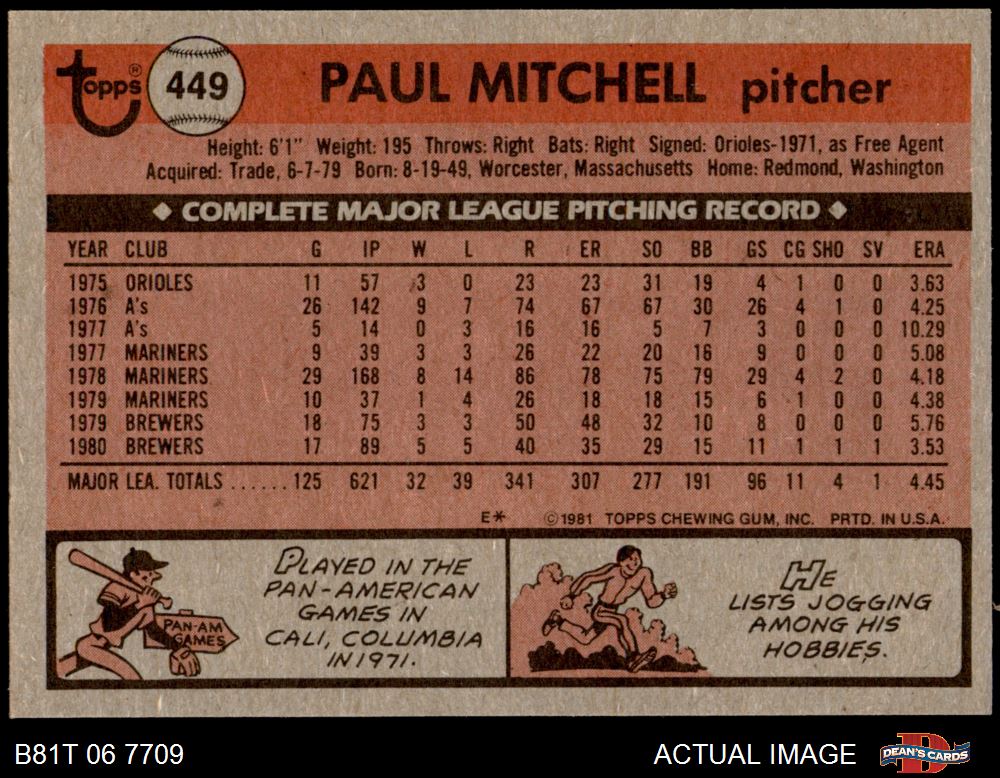 Topps® 449 PAUL MITCHELL pitcher
Height: 6'1" Weight: 195 Throws: Right Bats: Right Signed: Orioles-1971, as Free Agent
Acquired: Trade, 6-7-79 Born: 8-19-49, Worcester, Massachusetts Home: Redmond, Washington
◆ COMPLETE MAJOR LEAGUE PITCHING RECORD ◆
YEAR CLUB G IP W L R ER SO BB GS CG SHO SV ERA
1975 ORIOLES 11 57 3 0 23 23 31 19 4 1 0 0 3.63
1976 A's 26 142 9 7 74 67 67 30 26 4 1 0 4.25
1977 A's 5 14 0 3 16 16 5 7 3 0 0 0 10.29
1977 MARINERS 9 39 3 3 26 22 20 16 9 0 0 0 5.08
1978 MARINERS 29 168 8 14 86 78 75 79 29 4 2 0 4.18
1979 MARINERS 10 37 1 4 26 18 18 15 6 1 0 0 4.38
1979 BREWERS 18 75 3 3 50 48 32 10 8 0 0 0 5.76
1980 BREWERS 17 89 5 5 40 35 29 15 11 1 1 1 3.53
MAJOR LEA. TOTALS ...... 125 621 32 39 341 307 277 191 96 11 4 1 4.45
E* ©1981 TOPPS CHEWING GUM, INC. PRTD. IN U.S.A.
PLAYED IN THE
PAN-AMERICAN
GAMES IN
CALI, COLUMBIA
IN 1971.
PAN-AM
GAMES
HE
LISTS JOGGING
AMONG HIS
HOBBIES.
B81T 06 7709 ACTUAL IMAGE DEAN'S CARDS